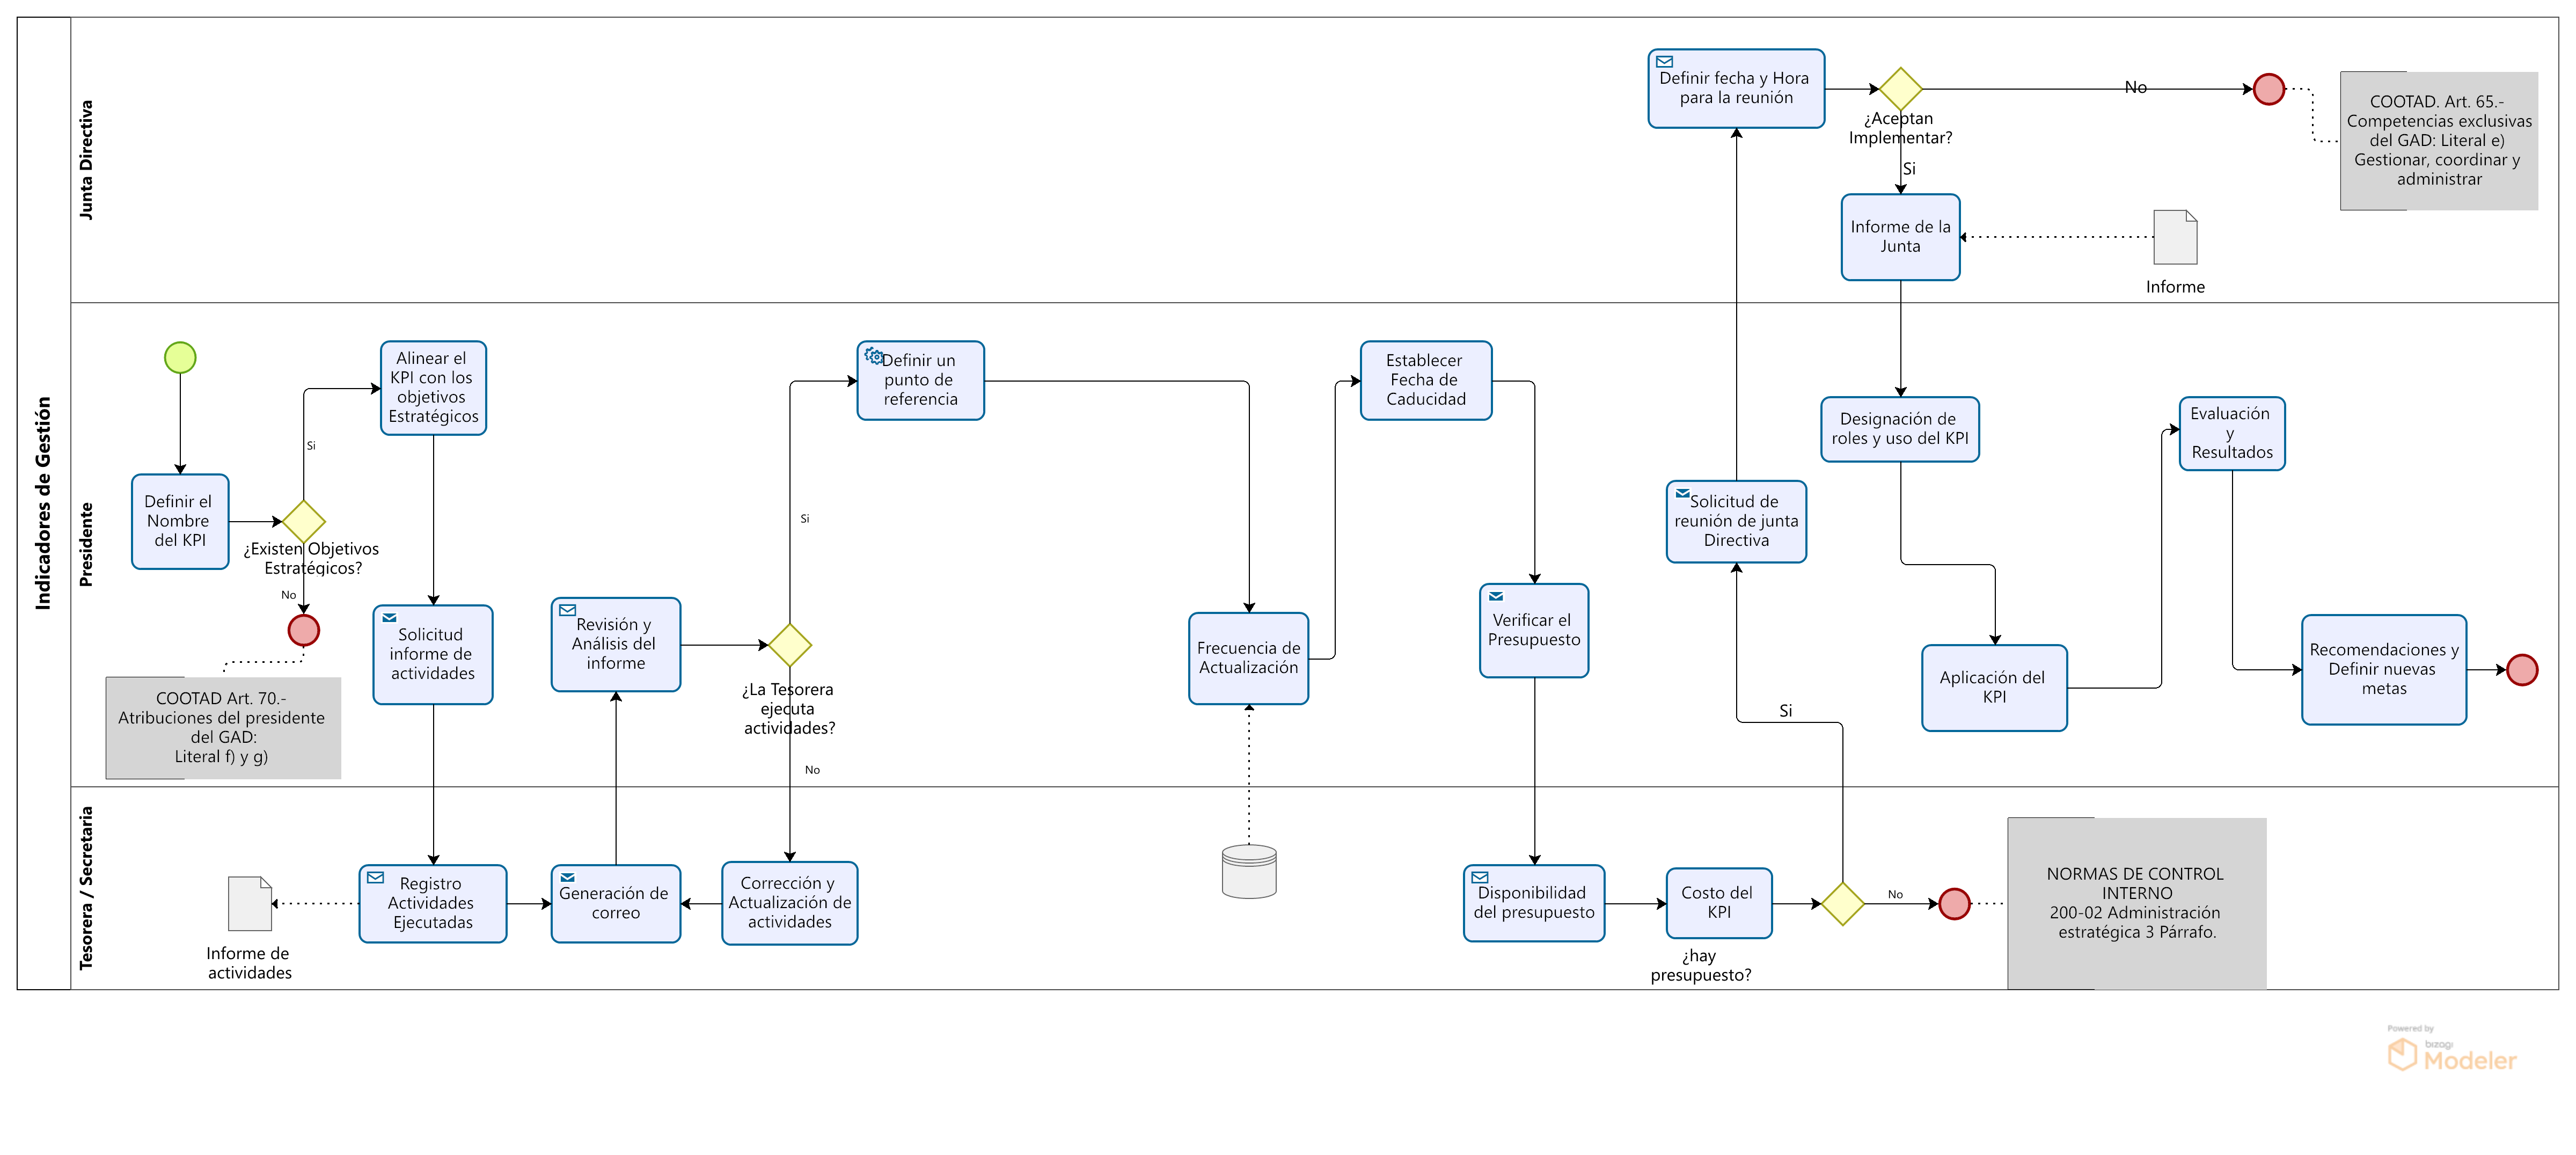 Indicadores de Gestión
Junta Directiva
Definir fecha y Hora
para la reunión
¿Aceptan
Implementar?
No
Si
COOTAD. Art. 65.-
Competencias exclusivas
del GAD: Literal e)
Gestionar, coordinar y
administrar
Informe de la
Junta
Informe
Presidente
Definir el
Nombre
del KPI
¿Existen Objetivos
Estratégicos?
Si
No
COOTAD Art. 70.-
Atribuciones del presidente
del GAD:
Literal f) y g)
Alinear el
KPI con los
objetivos
Estratégicos
Solicitud
informe de
actividades
Revisión y
Análisis del
informe
¿La Tesorera
ejecuta
actividades?
Si
No
Definir un
punto de
referencia
Frecuencia de
Actualización
Establecer
Fecha de
Caducidad
Verificar el
Presupuesto
Solicitud de
reunión de junta
Directiva
Si
Designación de
roles y uso del KPI
Aplicación del
KPI
Evaluación
y
Resultados
Recomendaciones y
Definir nuevas
metas
Tesorera / Secretaria
Informe de
actividades
Registro
Actividades
Ejecutadas
Generación de
correo
Corrección y
Actualización de
actividades
Disponibilidad
del presupuesto
Costo del
KPI
¿hay
presupuesto?
No
NORMAS DE CONTROL
INTERNO
200-02 Administración
estratégica 3 Párrafo.
Powered by
bizagi
Modeler